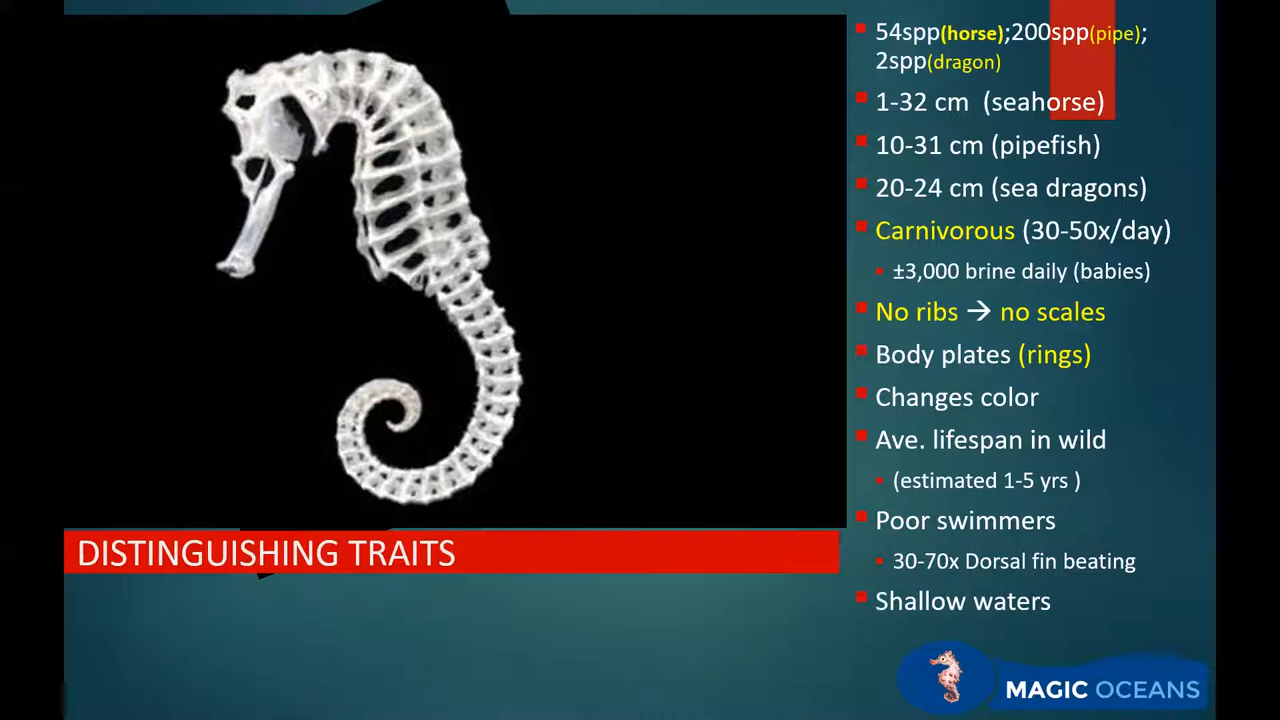 54spp(horse);200spp(pipe);
2spp(dragon)
1-32 cm (seahorse)
10-31 cm (pipefish)
20-24 cm (sea dragons)
Carnivorous (30-50x/day)
±3,000 brine daily (babies)
No ribs → no scales
Body plates (rings)
Changes color
Ave. lifespan in wild
(estimated 1-5 yrs )
Poor swimmers
30-70x Dorsal fin beating
Shallow waters
DISTINGUISHING TRAITS
MAGIC OCEANS